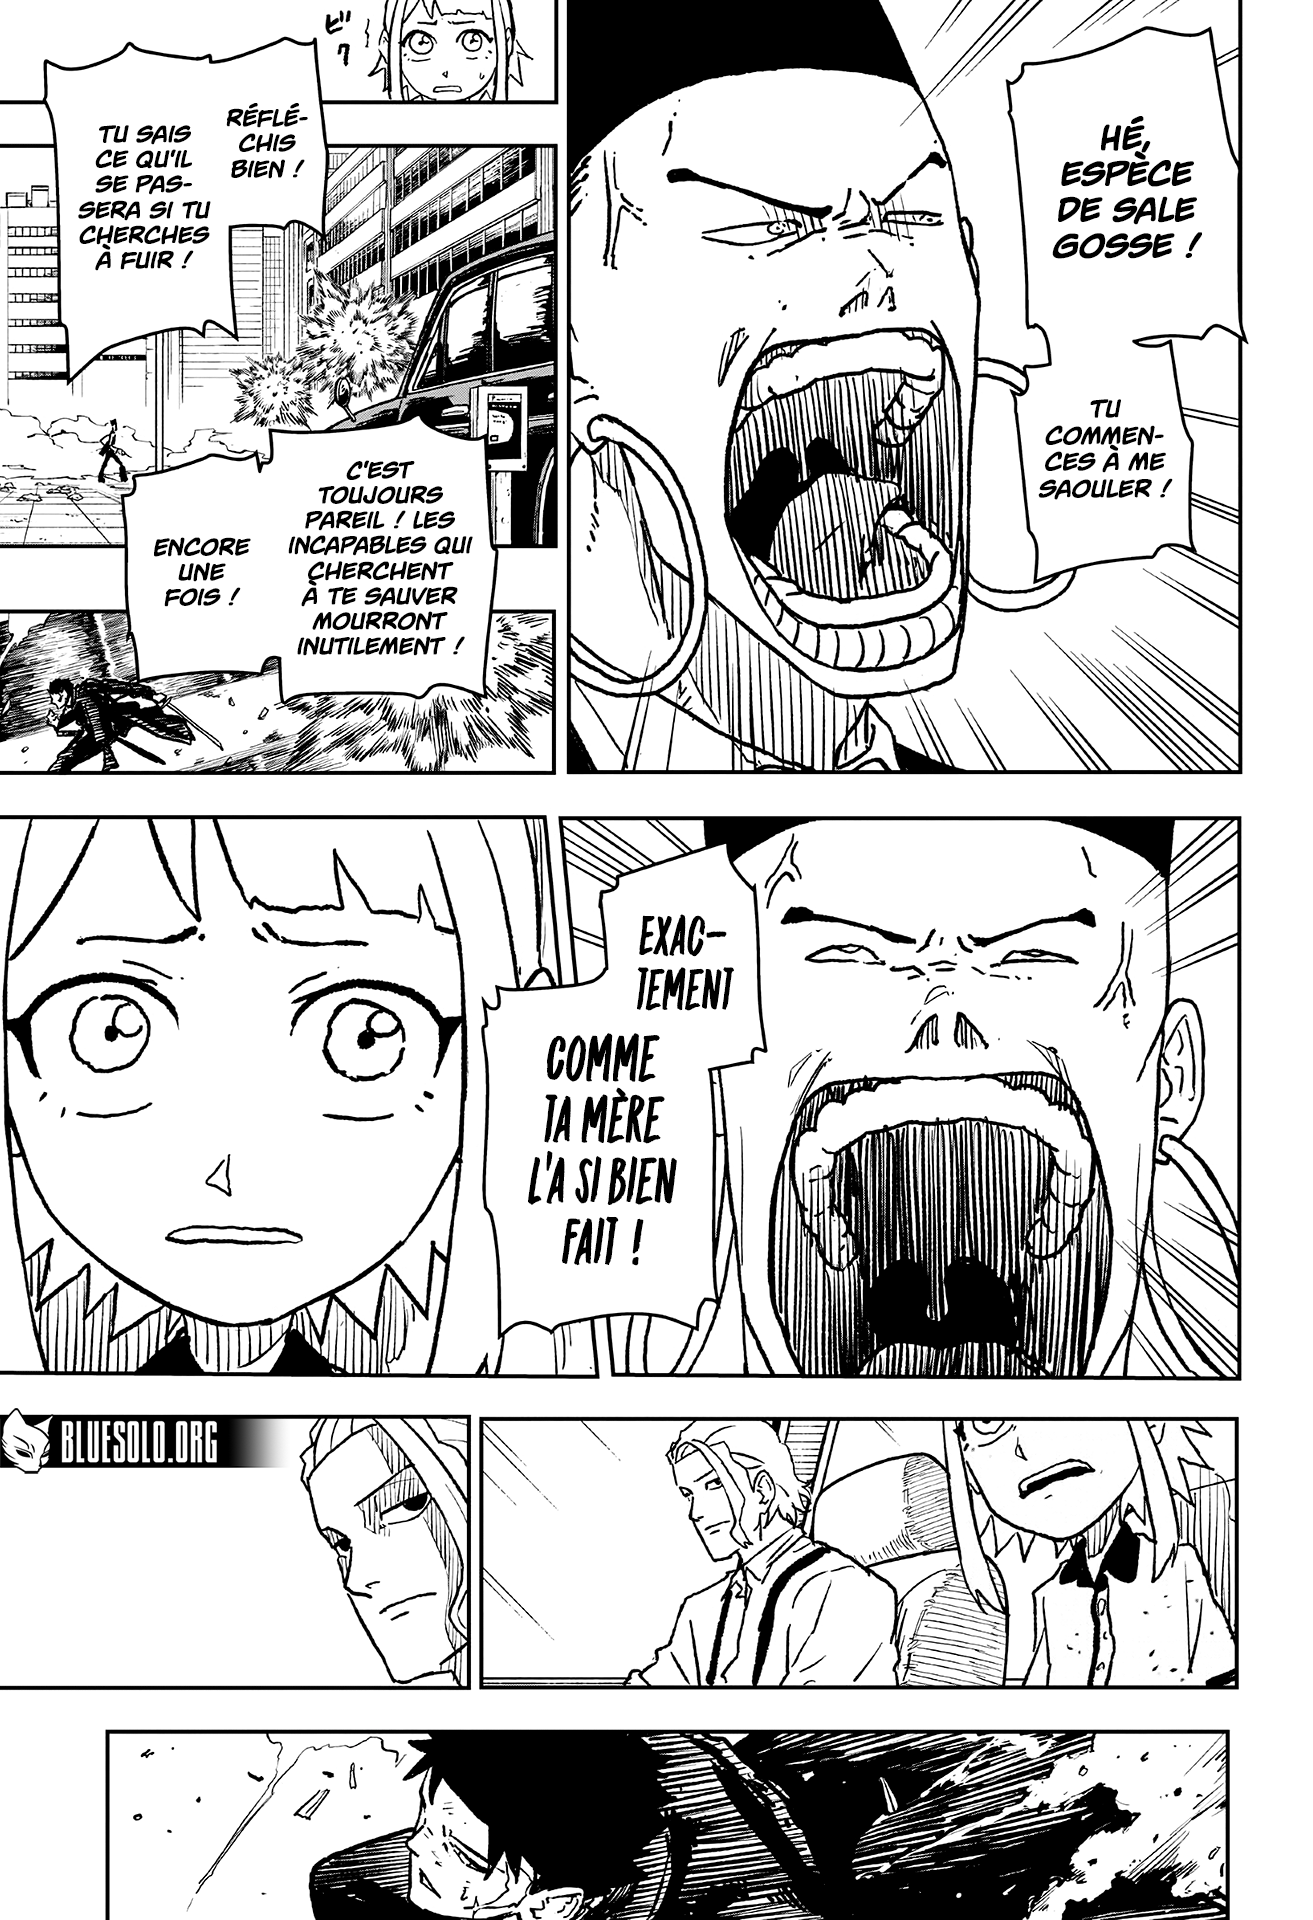 HÉ,
ESPÈCE
DE SALE
GOSSE !
TU
COMMEN-
CES À ME
SAOULER !
ビク
RÉFLÉ-
CHIS
BIEN !
TU SAIS
CE QU'IL
SE PAS-
SERA SI TU
CHERCHES
À FUIR !
C'EST
TOUJOURS
PAREIL ! LES
INCAPABLES QUI
CHERCHENT
À TE SAUVER
MOURRONT
INUTILEMENT !
ENCORE
UNE
FOIS !
EXAC-
TEMENT
COMME
TA MÈRE
L'A SI BIEN
FAIT !
BLUESOLO.ORG